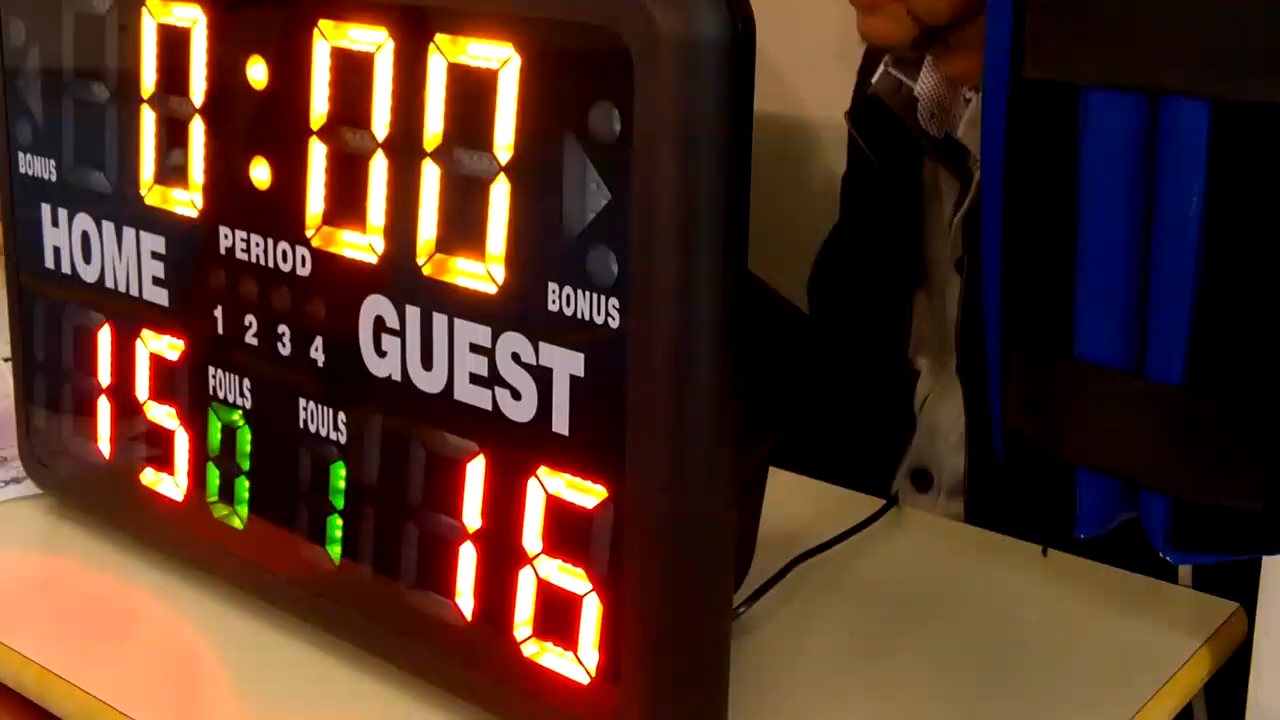 0:00
BONUS
HOME
PERIOD
1 2 3 4
GUEST
BONUS
15
FOULS
0
FOULS
1
16